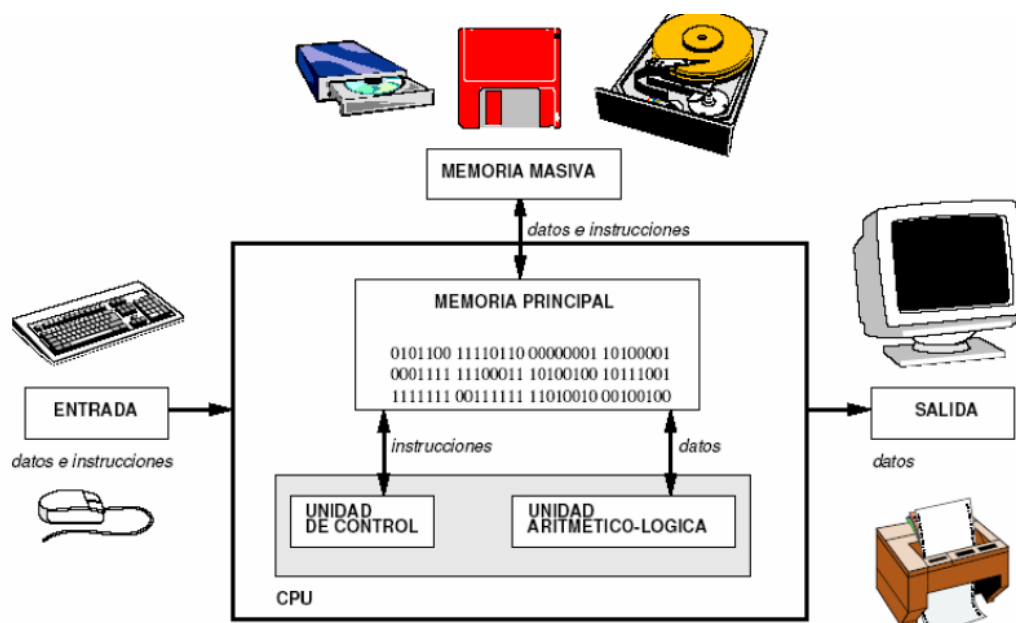 MEMORIA MASIVA
datos e instrucciones
MEMORIA PRINCIPAL
0101100 11110110 00000001 10100001
0001111 11100011 10100100 10111001
1111111 00111111 11010010 00100100
ENTRADA
datos e instrucciones
SALIDA
datos
instrucciones
datos
UNIDAD
DE CONTROL
UNIDAD
ARITMETICO-LOGICA
CPU